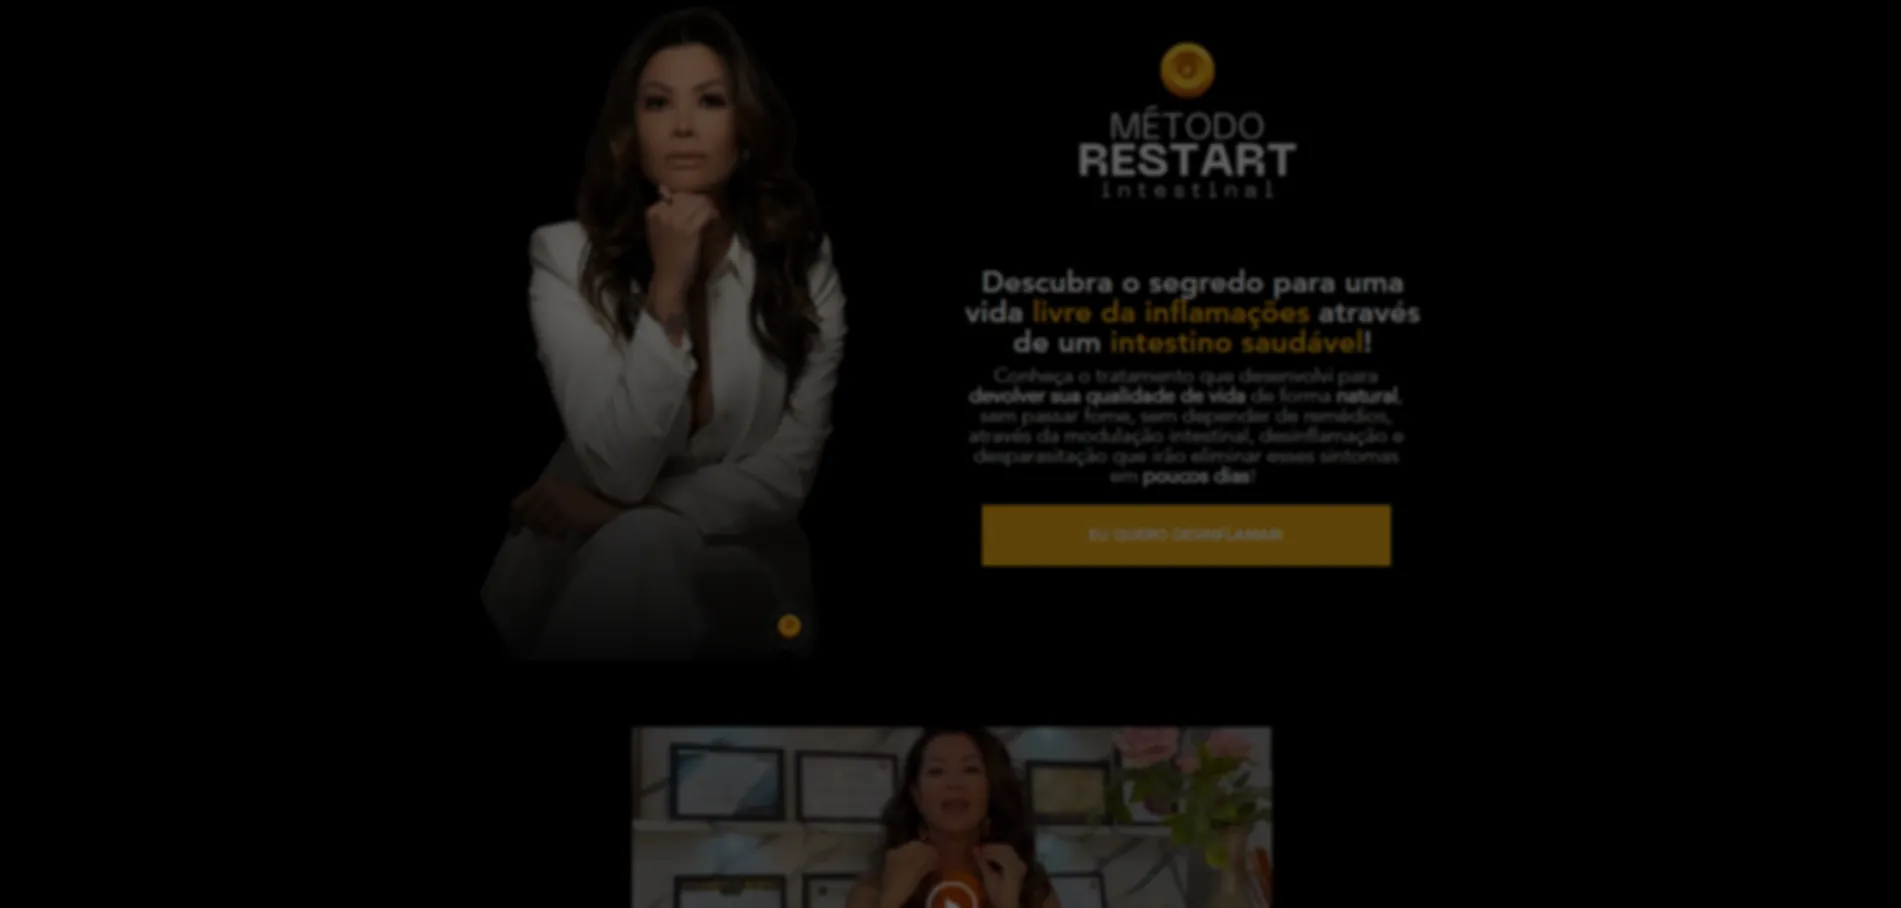 MÉTODO
RESTART
intestinal
Descubra o segredo para uma
vida livre da inflamações através
de um intestino saudável!
Conheça o tratamento que desenvolvi para
devolver sua qualidade de vida de forma natural,
sem passar fome, sem depender de remédios,
através da modulação intestinal, desinflamação e
desparasitação que irão eliminar esses sintomas
em poucos dias!
EU QUERO DESINFLAMAR